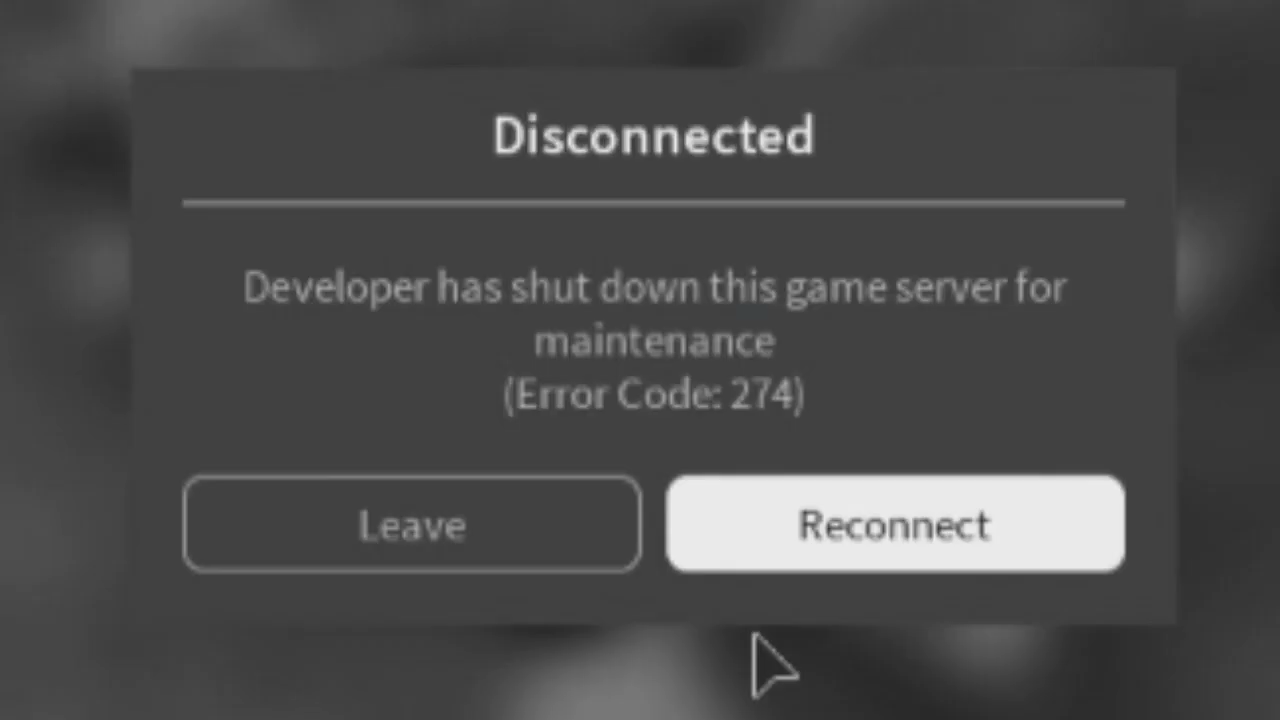 Disconnected
Developer has shut down this game server for
maintenance
(Error Code: 274)
Leave
Reconnect